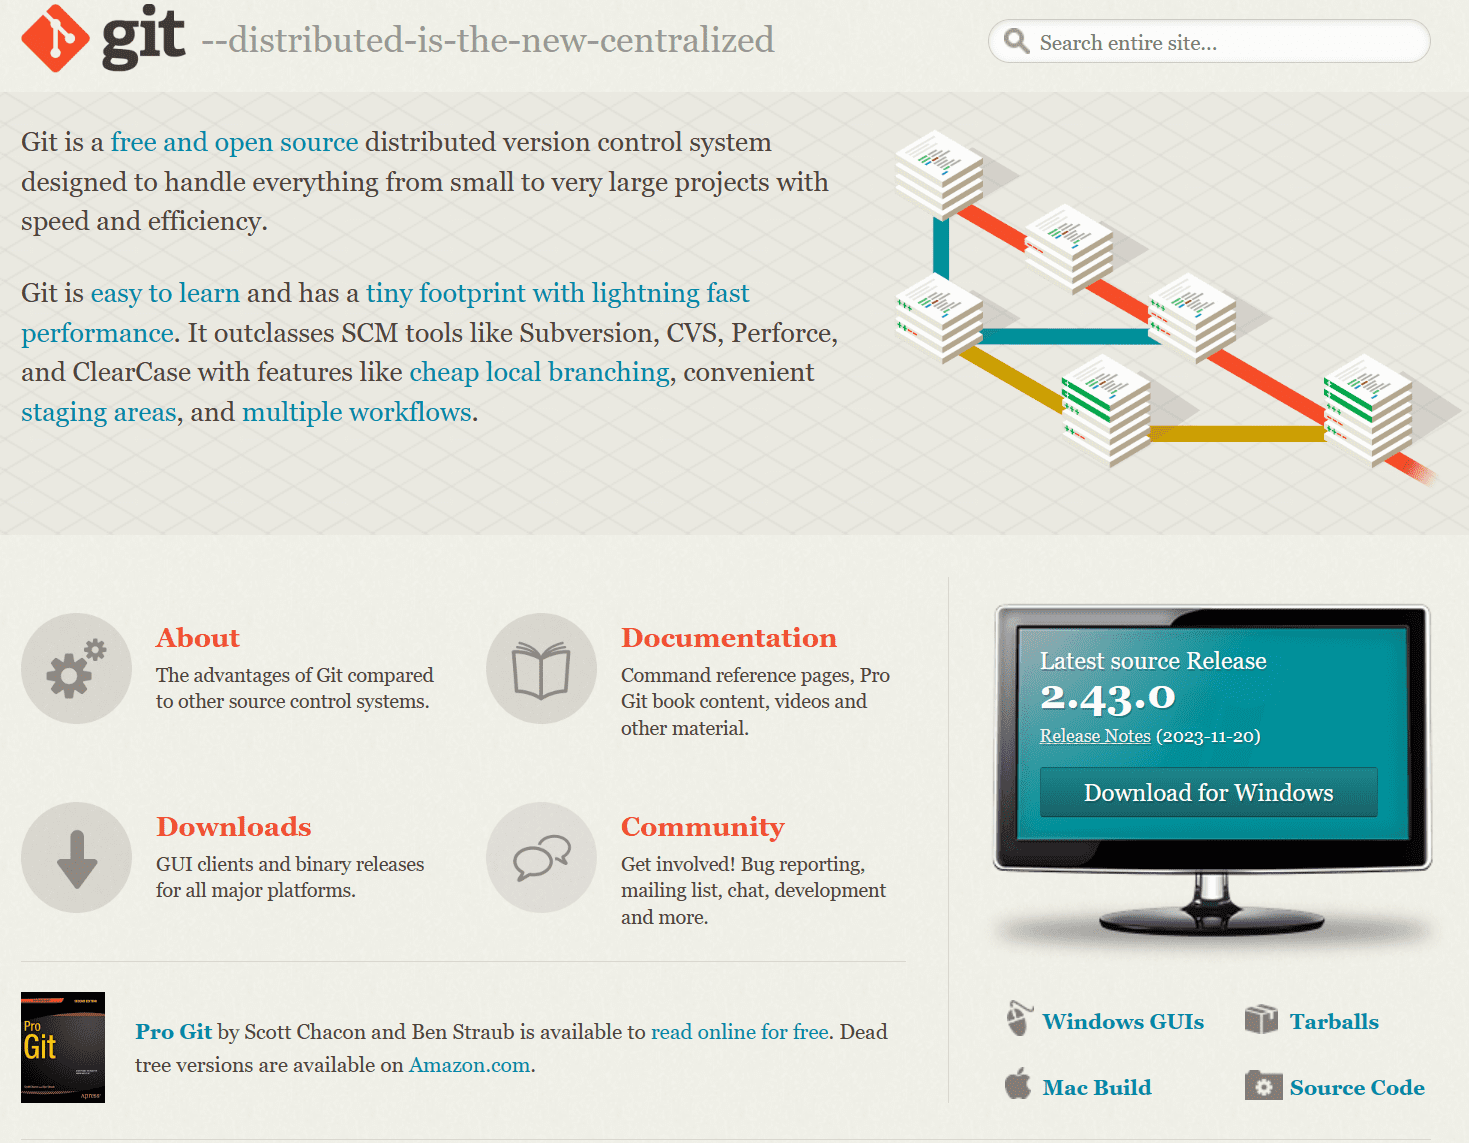 git --distributed-is-the-new-centralized
Search entire site...
Git is a free and open source distributed version control system
designed to handle everything from small to very large projects with
speed and efficiency.
Git is easy to learn and has a tiny footprint with lightning fast
performance. It outclasses SCM tools like Subversion, CVS, Perforce,
and ClearCase with features like cheap local branching, convenient
staging areas, and multiple workflows.
About
The advantages of Git compared
to other source control systems.
Documentation
Command reference pages, Pro
Git book content, videos and
other material.
Downloads
GUI clients and binary releases
for all major platforms.
Community
Get involved! Bug reporting,
mailing list, chat, development
and more.
Pro
Git
Apress
Pro Git by Scott Chacon and Ben Straub is available to read online for free. Dead
tree versions are available on Amazon.com.
Latest source Release
2.43.0
Release Notes (2023-11-20)
Download for Windows
Windows GUIs
Tarballs
Mac Build
Source Code